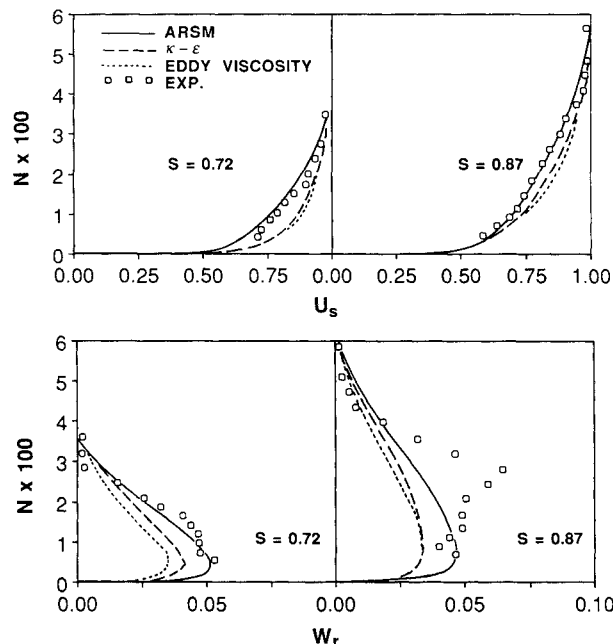 6
ARSM
κ-ε
EDDY VISCOSITY
EXP.
5
4
3
2
1
0
N x 100
S = 0.72
S = 0.87
0.00 0.25 0.50 0.75 0.00 0.25 0.50 0.75 1.00
Us
6
5
4
3
2
1
0
N x 100
S = 0.72
S = 0.87
0.00 0.05 0.00 0.05 0.10
Wr